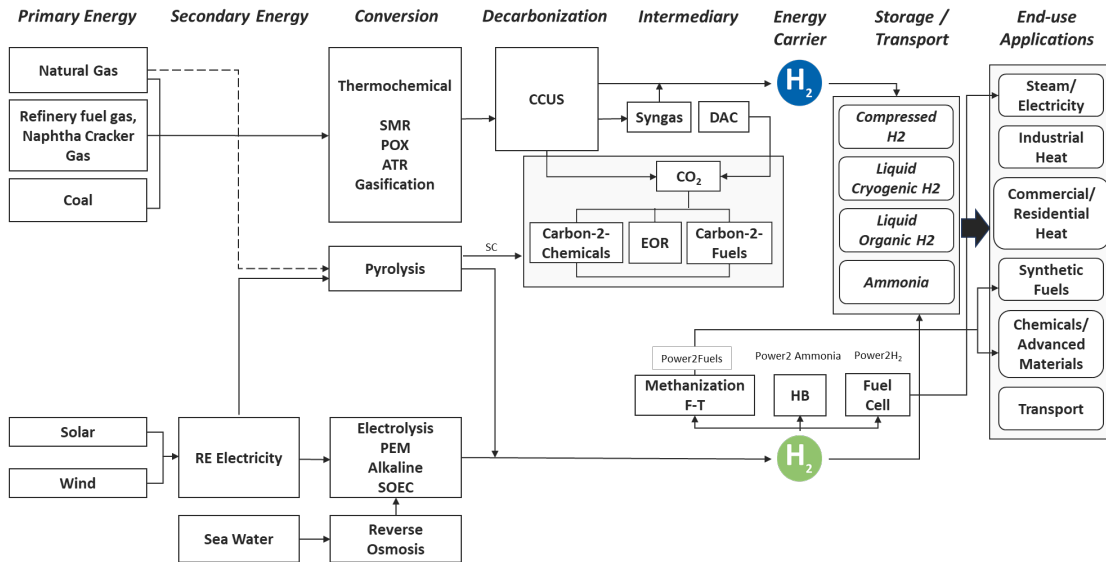 Primary Energy
Secondary Energy
Conversion
Decarbonization
Intermediary
Energy
Carrier
Storage /
Transport
End-use
Applications
Natural Gas
Refinery fuel gas,
Naphtha Cracker
Gas
Coal
Thermochemical
SMR
POX
ATR
Gasification
CCUS
Syngas
DAC
H2
CO2
Carbon-2-
Chemicals
EOR
Carbon-2-
Fuels
Compressed
H2
Liquid
Cryogenic H2
Liquid
Organic H2
Ammonia
Steam/
Electricity
Industrial
Heat
Commercial/
Residential
Heat
Synthetic
Fuels
Chemicals/
Advanced
Materials
Transport
Pyrolysis
SC
Power2Fuels
Power2 Ammonia
Power2H2
Methanization
F-T
HB
Fuel
Cell
Solar
Wind
RE Electricity
Electrolysis
PEM
Alkaline
SOEC
H2
Sea Water
Reverse
Osmosis